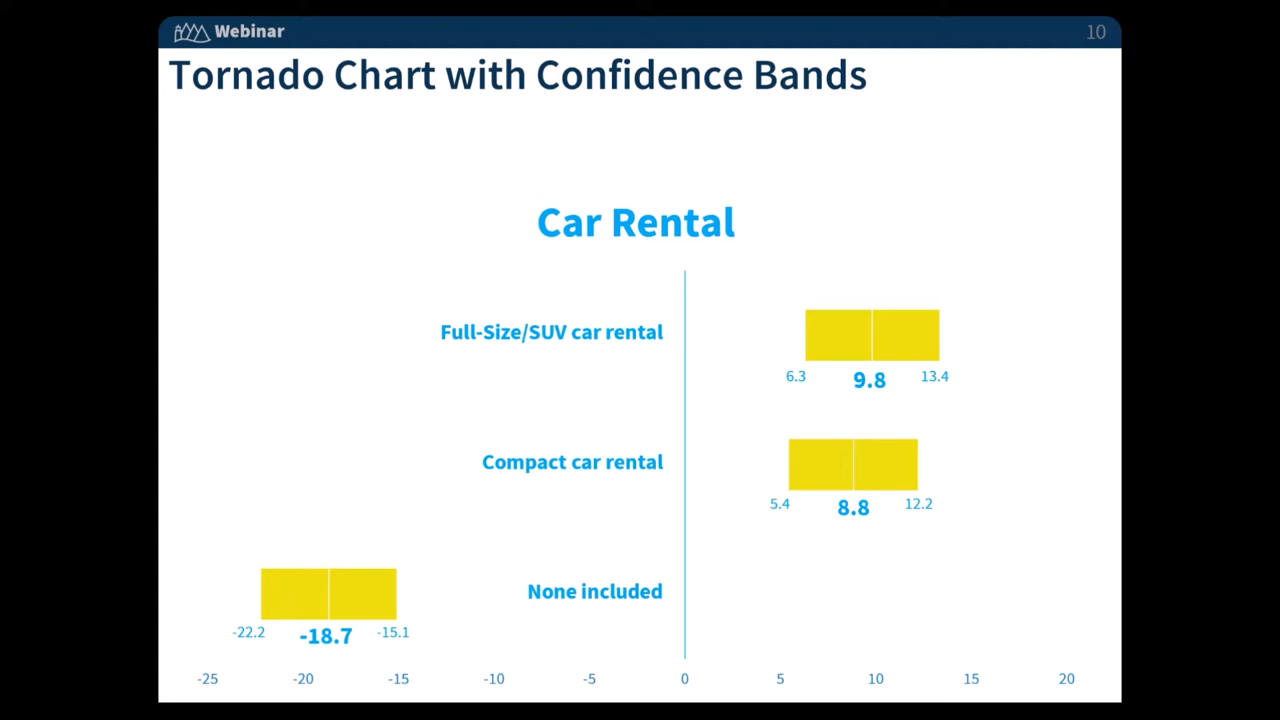 Webinar 10
Tornado Chart with Confidence Bands
Car Rental
Full-Size/SUV car rental
6.3 9.8 13.4
Compact car rental
5.4 8.8 12.2
None included
-22.2 -18.7 -15.1
-25 -20 -15 -10 -5 0 5 10 15 20